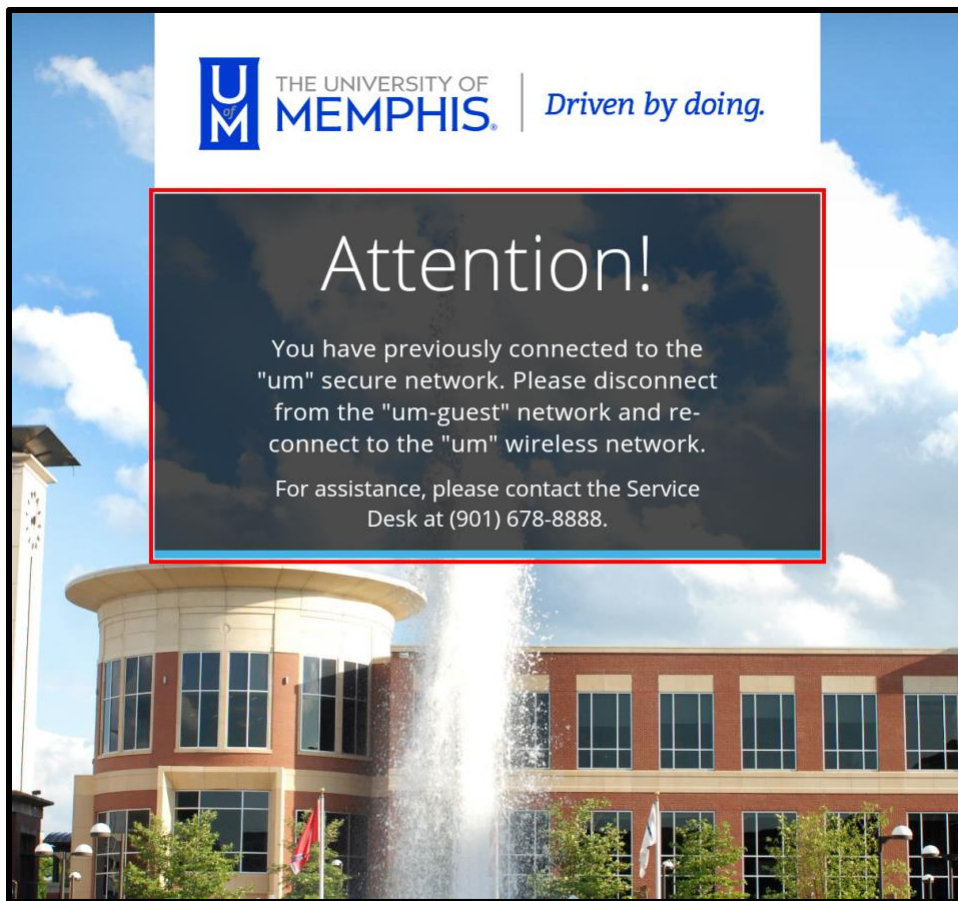 U
of
M
THE UNIVERSITY OF
MEMPHIS®
Driven by doing.
Attention!
You have previously connected to the
"um" secure network. Please disconnect
from the "um-guest" network and re-
connect to the "um" wireless network.
For assistance, please contact the Service
Desk at (901) 678-8888.